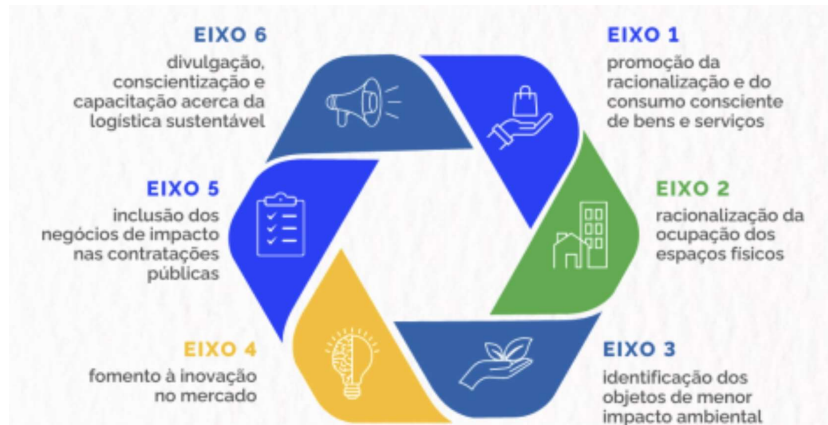 EIXO 6
divulgação,
conscientização e
capacitação acerca da
logística sustentável
EIXO 1
promoção da
racionalização e do
consumo consciente
de bens e serviços
EIXO 5
inclusão dos
negócios de impacto
nas contratações
públicas
EIXO 2
racionalização da
ocupação dos
espaços físicos
EIXO 4
fomento à inovação
no mercado
EIXO 3
identificação dos
objetos de menor
impacto ambiental